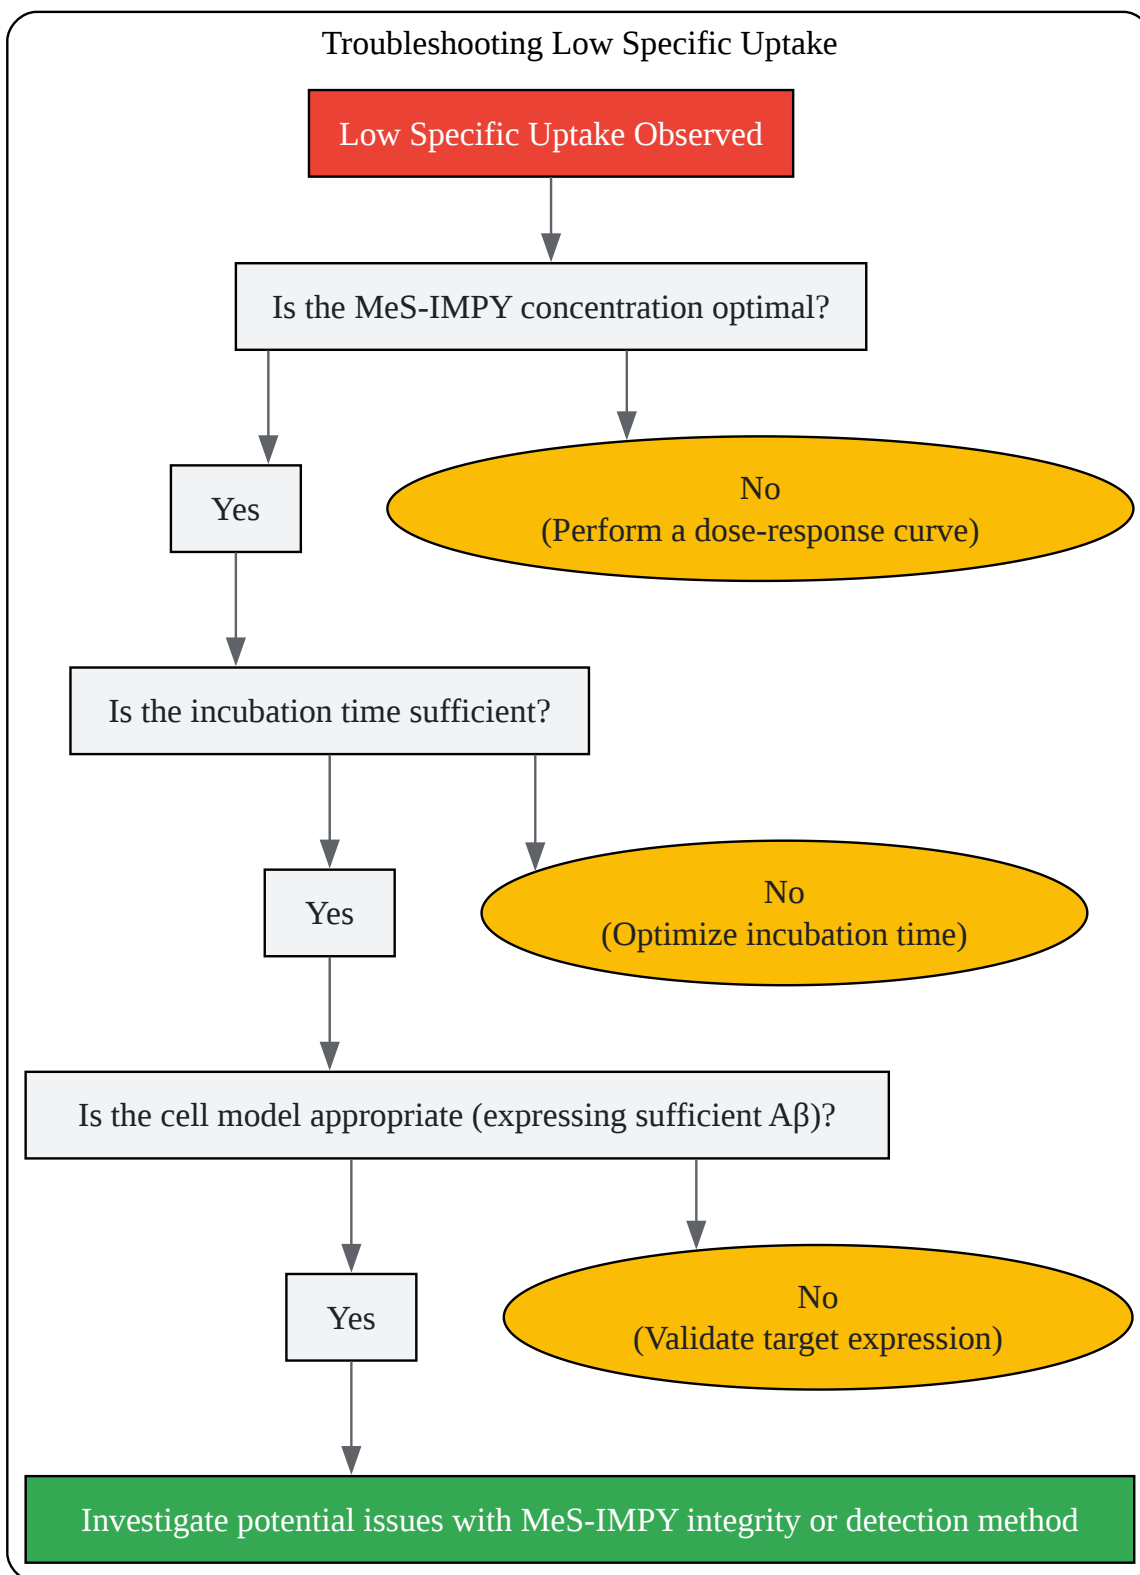 Troubleshooting Low Specific Uptake
Low Specific Uptake Observed
Is the MeS-IMPY concentration optimal?
Yes
No
(Perform a dose-response curve)
Is the incubation time sufficient?
Yes
No
(Optimize incubation time)
Is the cell model appropriate (expressing sufficient Aβ)?
Yes
No
(Validate target expression)
Investigate potential issues with MeS-IMPY integrity or detection method